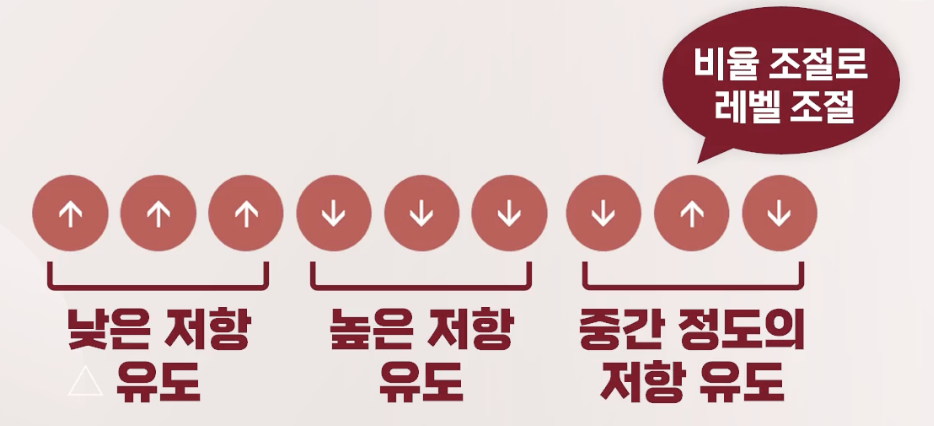 비율 조절로
레벨 조절
↑ ↑ ↑ ↓ ↓ ↓ ↓ ↑ ↓
낮은 저항
유도
높은 저항
유도
중간 정도의
저항 유도